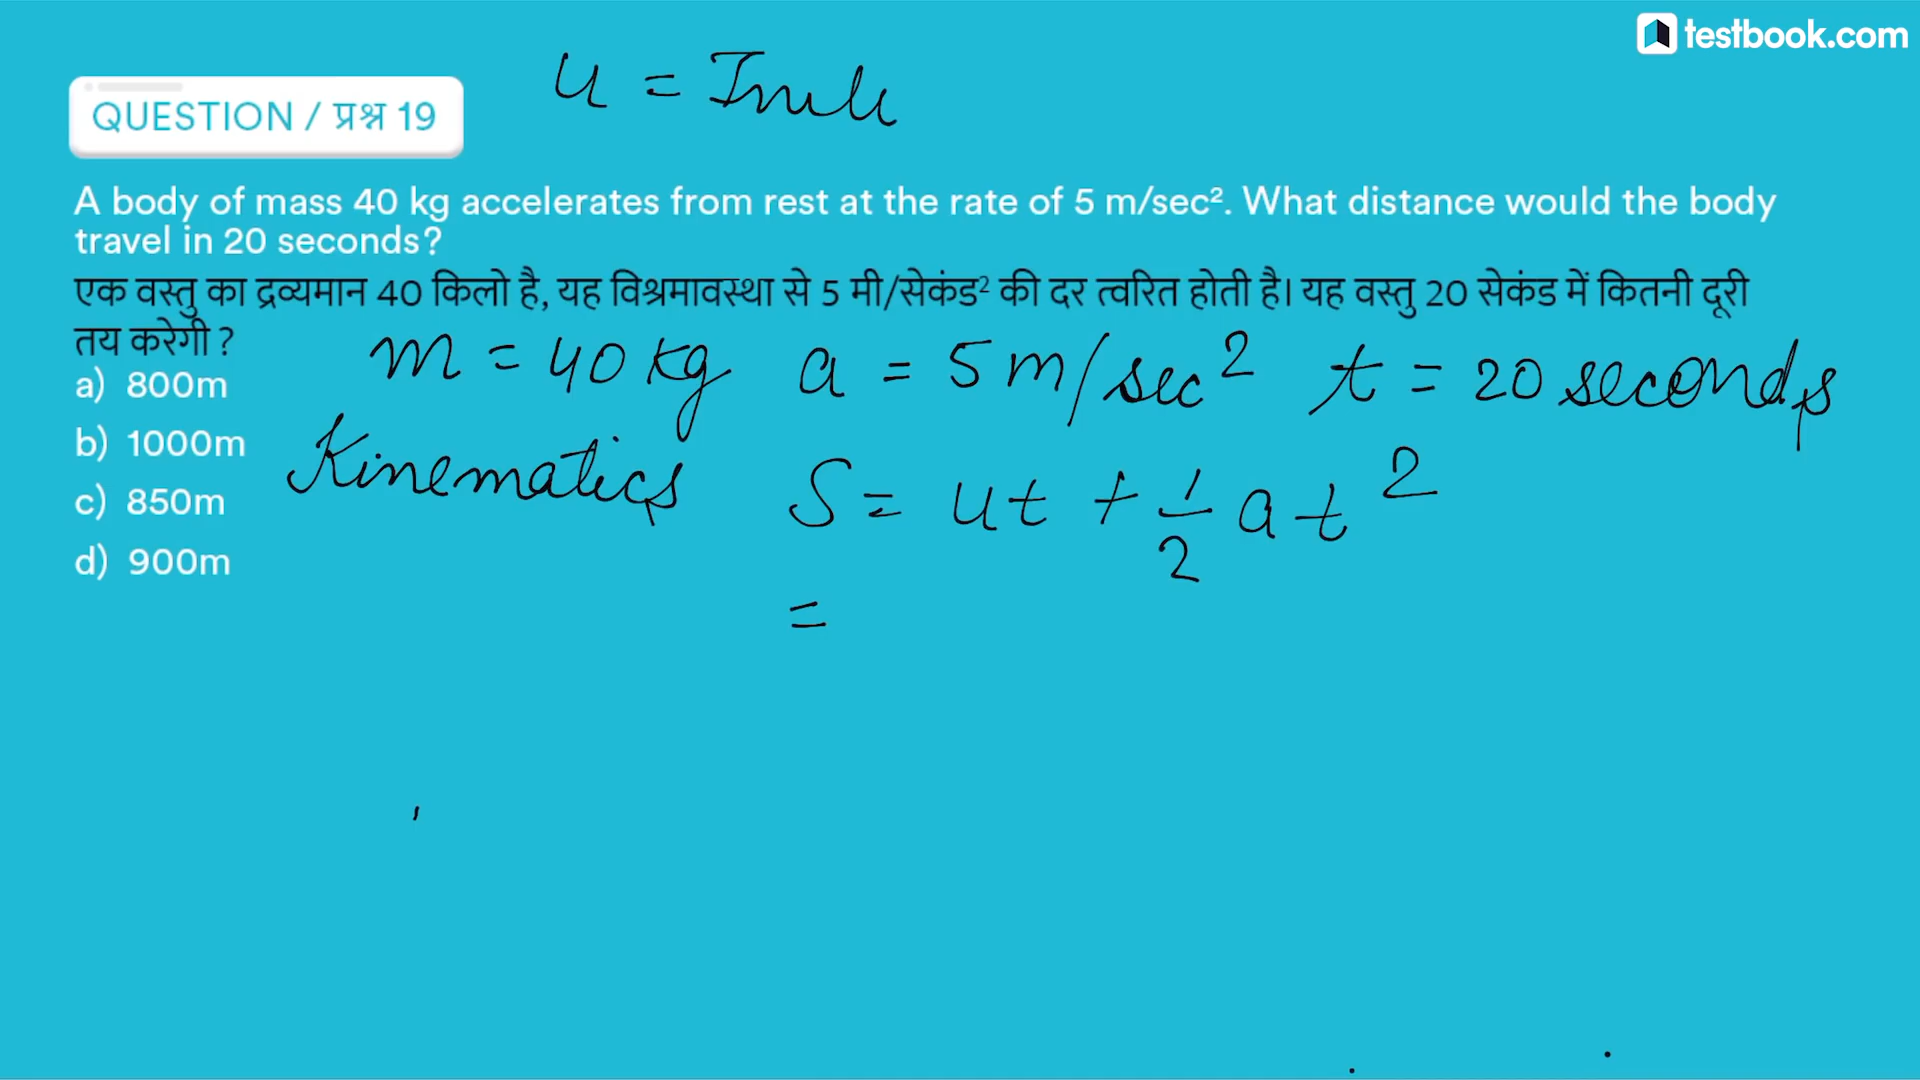 testbook.com
u =
QUESTION / प्रश्न 19
A body of mass 40 kg accelerates from rest at the rate of 5 m/sec². What distance would the body
travel in 20 seconds?
एक वस्तु का द्रव्यमान 40 किलो है, यह विश्रमावस्था से 5 मी/सेकंड² की दर त्वरित होती है। यह वस्तु 20 सेकंड में कितनी दूरी
तय करेगी ?
m = 40 kg a = 5 m/sec² t = 20 seconds
a) 800m
b) 1000m
Kinematics S = ut + 1/2 at²
c) 850m
d) 900m
=